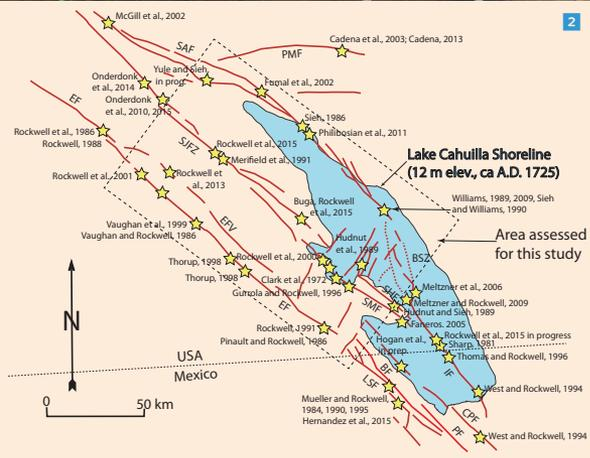 McGill et al., 2002
2
Cadena et al., 2003; Cadena, 2013
SAF
PMF
Yule and Sieh,
in prog.
Onderdonk
et al., 2014
Fumal et al., 2002
EF
Onderdonk
et al., 2010, 2015
Sieh, 1986
Philibosian et al., 2011
Rockwell et al., 1986
Rockwell, 1988
SJFZ
Rockwell et al., 2015
Merifield et al., 1991
Lake Cahuilla Shoreline
(12 m elev., ca A.D. 1725)
Rockwell et al., 2001
Rockwell et
al., 2013
Williams, 1989, 2009, Sieh
and Williams, 1990
Buga, Rockwell
et al., 2015
Vaughan et al., 1999
Vaughan and Rockwell, 1986
EFV
Hudnut
et al., 1989
Area assessed
for this study
BSZ
Thorup, 1998
Rockwell et al., 2000
Thorup, 1998
Clark et al., 1972
Gurrola and Rockwell, 1996
Meltzner et al., 2006
SHF
Meltzner and Rockwell, 2009
SMF
Hudnut and Sieh, 1989
EF
Faneros. 2005
N
Rockwell, 1991
Pinault and Rockwell, 1986
Hogan et al.,
in prep.
Rockwell et al., 2015 in progress
Sharp, 1981
Thomas and Rockwell, 1996
USA
Mexico
BF
IF
LSF
West and Rockwell, 1994
0
50 km
Mueller and Rockwell,
1984, 1990, 1995
Hernandez et al., 2015
CPF
PF
West and Rockwell, 1994